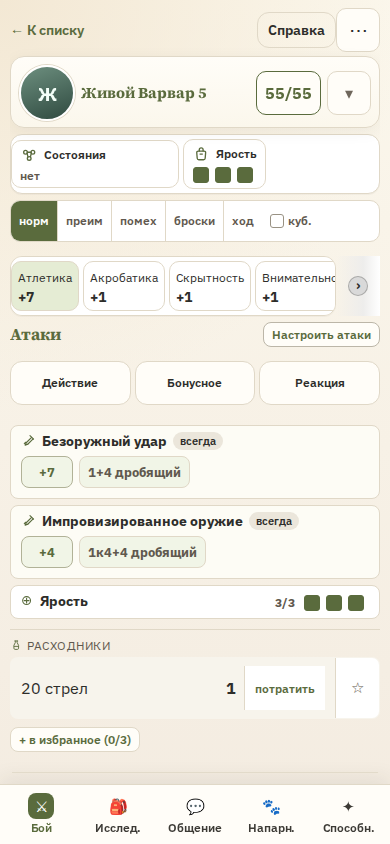 ← К списку
Справка
...
Ж
Живой Варвар 5
55/55
▼
Состояния
нет
Ярость
норм
преим
помех
броски
ход
куб.
Атлетика
+7
Акробатика
+1
Скрытность
+1
Внимательно
+1
›
Атаки
Настроить атаки
Действие
Бонусное
Реакция
Безоружный удар всегда
+7
1+4 дробящий
Импровизированное оружие всегда
+4
1к4+4 дробящий
Ярость
3/3
РАСХОДНИКИ
20 стрел
1
потратить
☆
+ в избранное (0/3)
Бой
Исслед.
Общение
Напарн.
Способн.